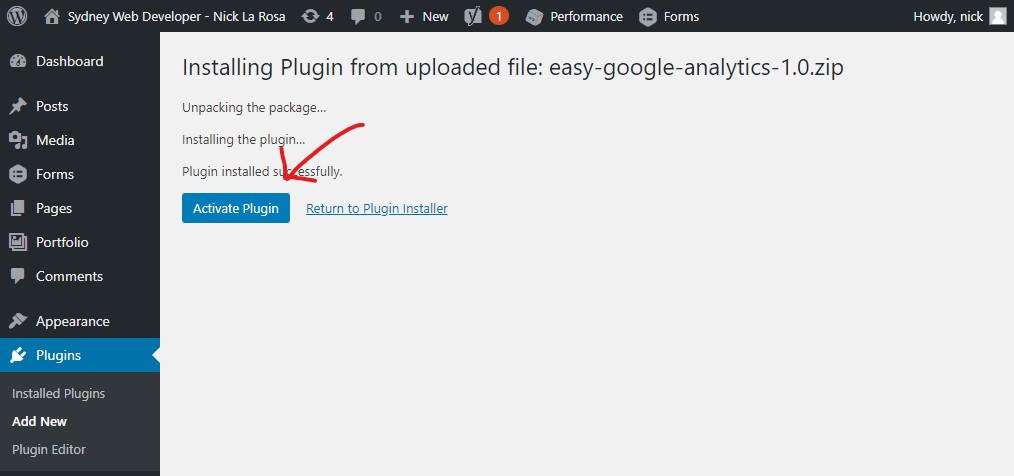 Sydney Web Developer - Nick La Rosa 4 0 New 1 Performance Forms Howdy, nick
Dashboard
Posts
Media
Forms
Pages
Portfolio
Comments
Appearance
Plugins
Installed Plugins
Add New
Plugin Editor
Installing Plugin from uploaded file: easy-google-analytics-1.0.zip
Unpacking the package...
Installing the plugin...
Plugin installed successfully.
Activate Plugin Return to Plugin Installer